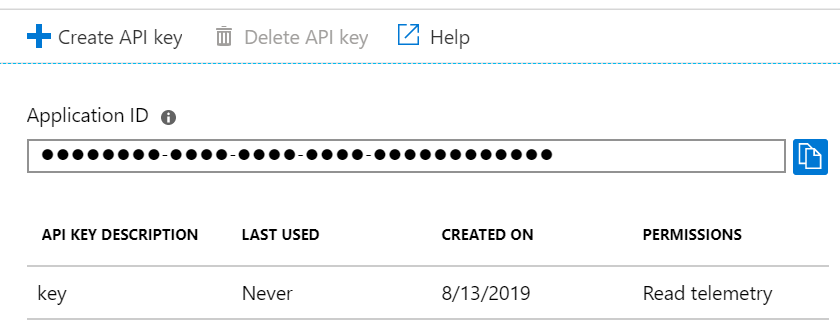 Create API key Delete API key Help
Application ID
●●●●●●●●-●●●●-●●●●-●●●●-●●●●●●●●●●●●
API KEY DESCRIPTION LAST USED CREATED ON PERMISSIONS
key Never 8/13/2019 Read telemetry